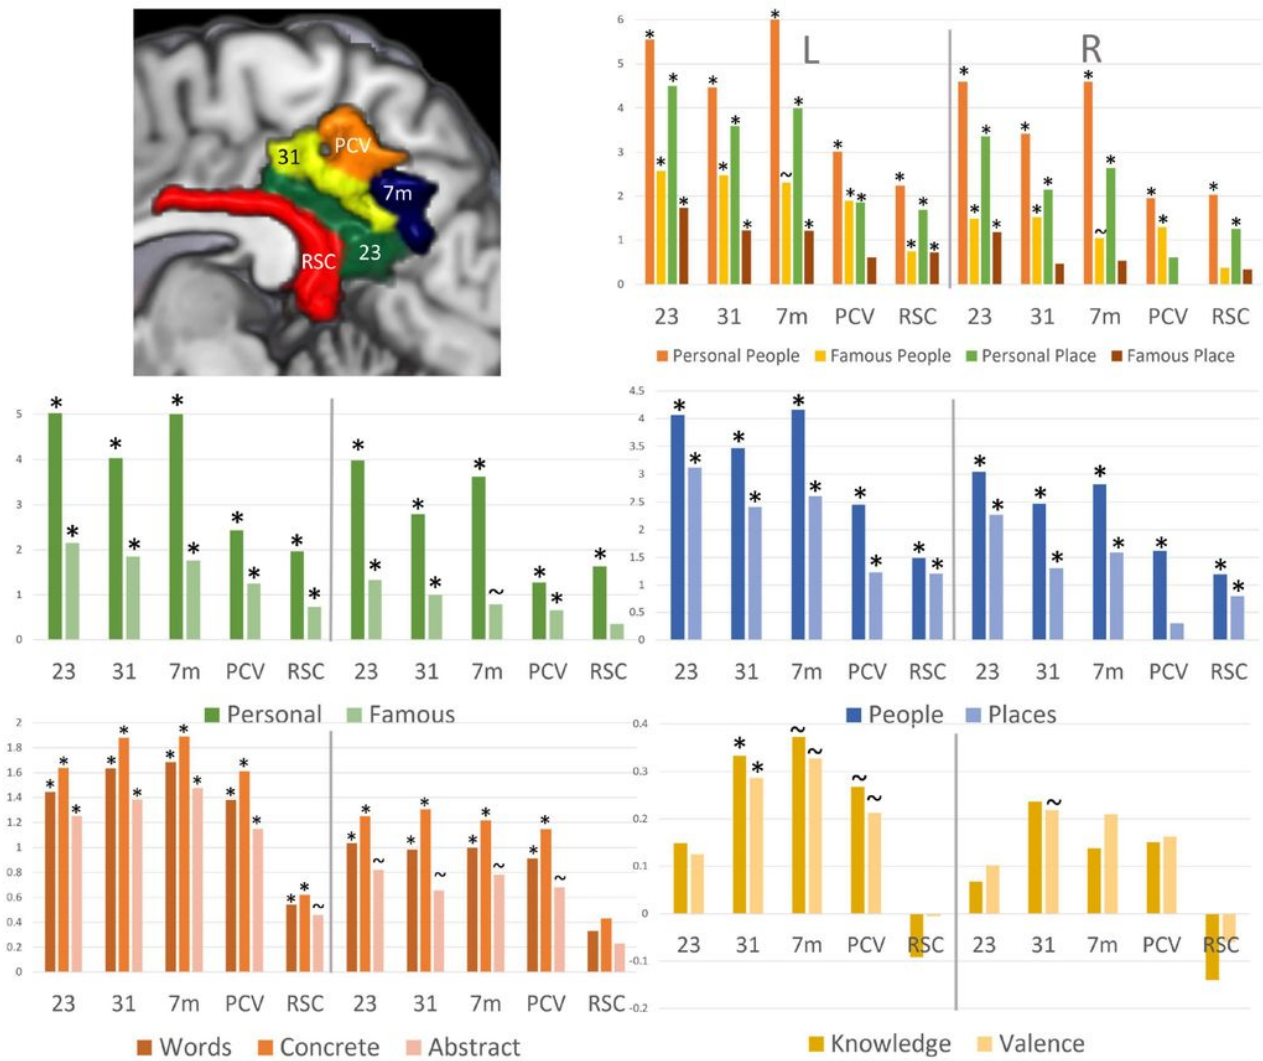 PCV
31
7m
23
RSC
6
5
4
3
2
1
0
L
R
* * * * * * ~ * * * * * * * * * * * * * * * * * * ~ * * * * *
23 31 7m PCV RSC 23 31 7m PCV RSC
Personal People Famous People Personal Place Famous Place
5
4
3
2
1
0
* * * * * * * * * * * * * * * ~ * * *
23 31 7m PCV RSC 23 31 7m PCV RSC
Personal Famous
4.5
4
3.5
3
2.5
2
1.5
1
0.5
0
* * * * * * * * * * * * * * * * * * *
23 31 7m PCV RSC 23 31 7m PCV RSC
People Places
2
1.8
1.6
1.4
1.2
1
0.8
0.6
0.4
0.2
0
* * * * * * * * * * * * * * ~ * * ~ * * ~ * * ~ * * ~
23 31 7m PCV RSC 23 31 7m PCV RSC
Words Concrete Abstract
0.4
0.3
0.2
0.1
0
-0.1
-0.2
* * ~ ~ ~ ~ ~
23 31 7m PCV RSC 23 31 7m PCV RSC
Knowledge Valence